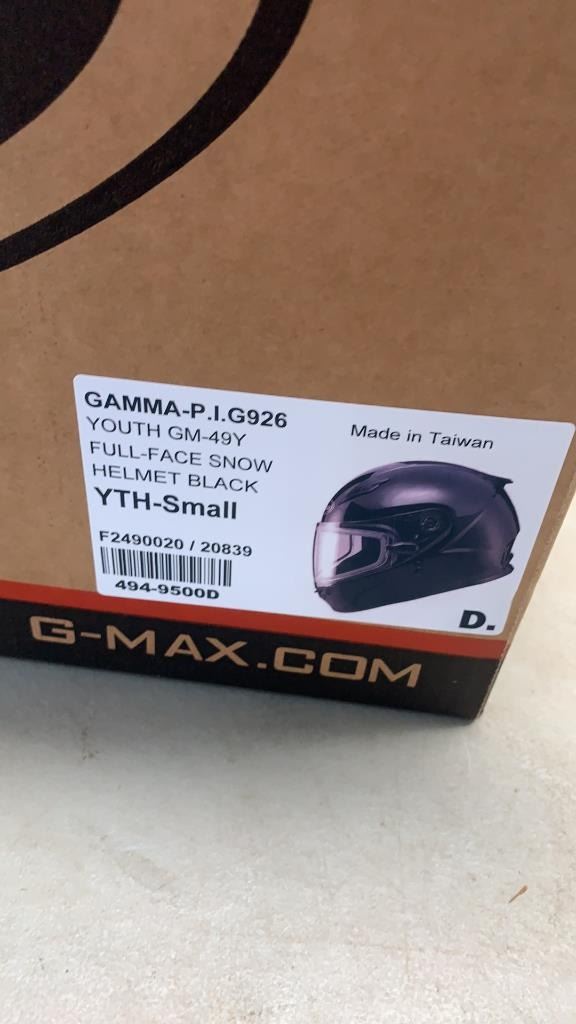 GAMMA-P.I.G926
YOUTH GM-49Y
FULL-FACE SNOW
HELMET BLACK
YTH-Small
Made in Taiwan
F2490020 / 20839
494-9500D
D.
G-MAX.COM